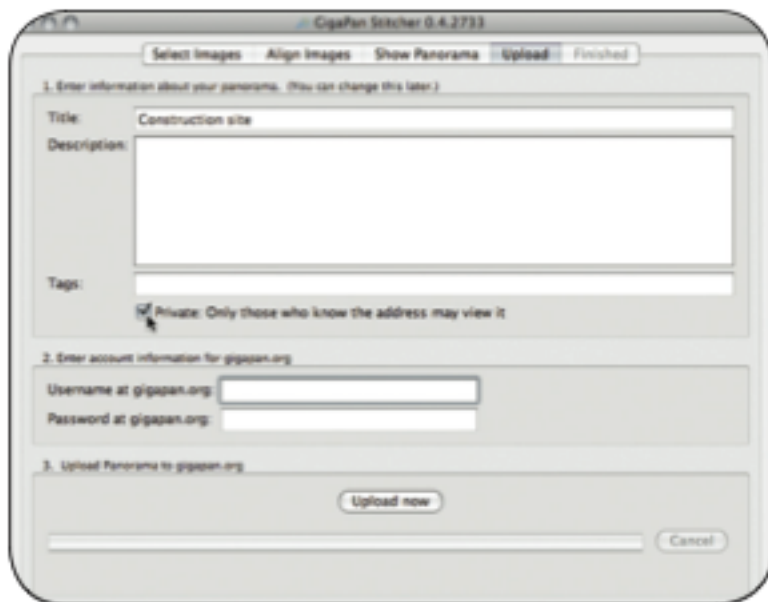 GigaPan Stitcher 0.4.2733
Select Images Align Images Show Panorama Upload Finished
1. Enter information about your panorama. (You can change this later.)
Title: Construction site
Description:
Tags:
Private: Only those who know the address may view it
2. Enter account information for gigapan.org
Username at gigapan.org:
Password at gigapan.org:
3. Upload Panorama to gigapan.org
Upload now
Cancel